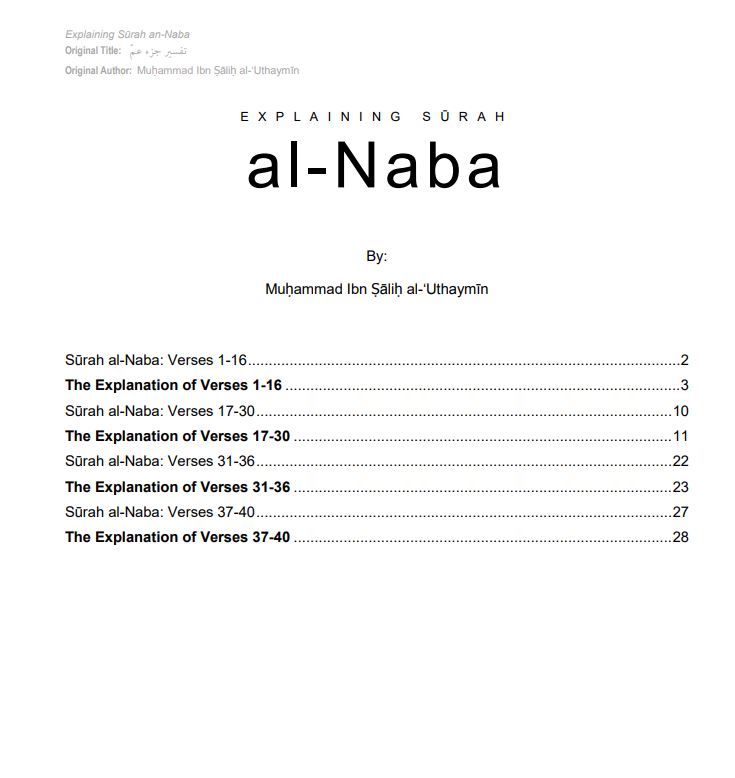 Explaining Sūrah an-Naba
Original Title: تفسير جزء عمّ
Original Author: Muḥammad Ibn Ṣāliḥ al-‘Uthaymīn
EXPLAINING SŪRAH
al-Naba
By:
Muḥammad Ibn Ṣāliḥ al-‘Uthaymīn
Sūrah al-Naba: Verses 1-16 2
The Explanation of Verses 1-16 3
Sūrah al-Naba: Verses 17-30 10
The Explanation of Verses 17-30 11
Sūrah al-Naba: Verses 31-36 22
The Explanation of Verses 31-36 23
Sūrah al-Naba: Verses 37-40 27
The Explanation of Verses 37-40 28